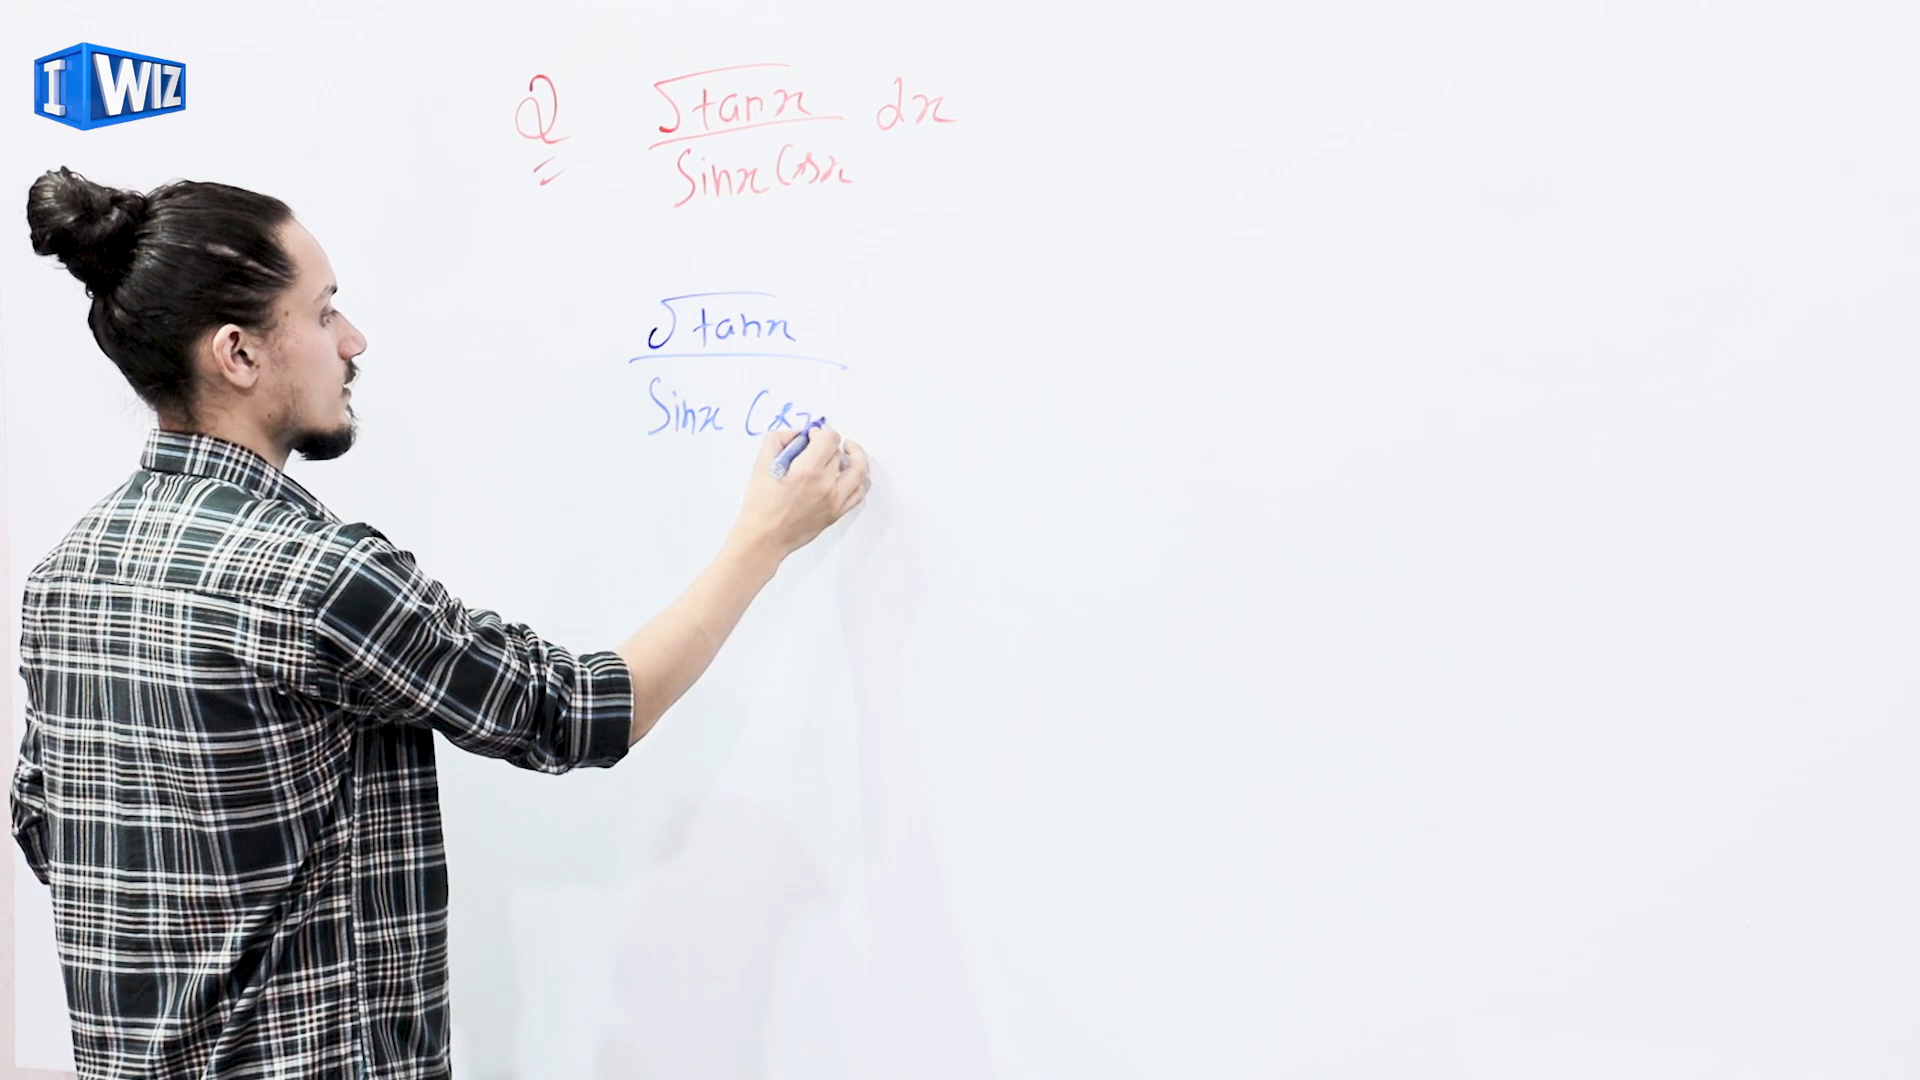 I WIZ
Q √tanx dx
Sinx Cosx
√tanx
Sinx Cosx